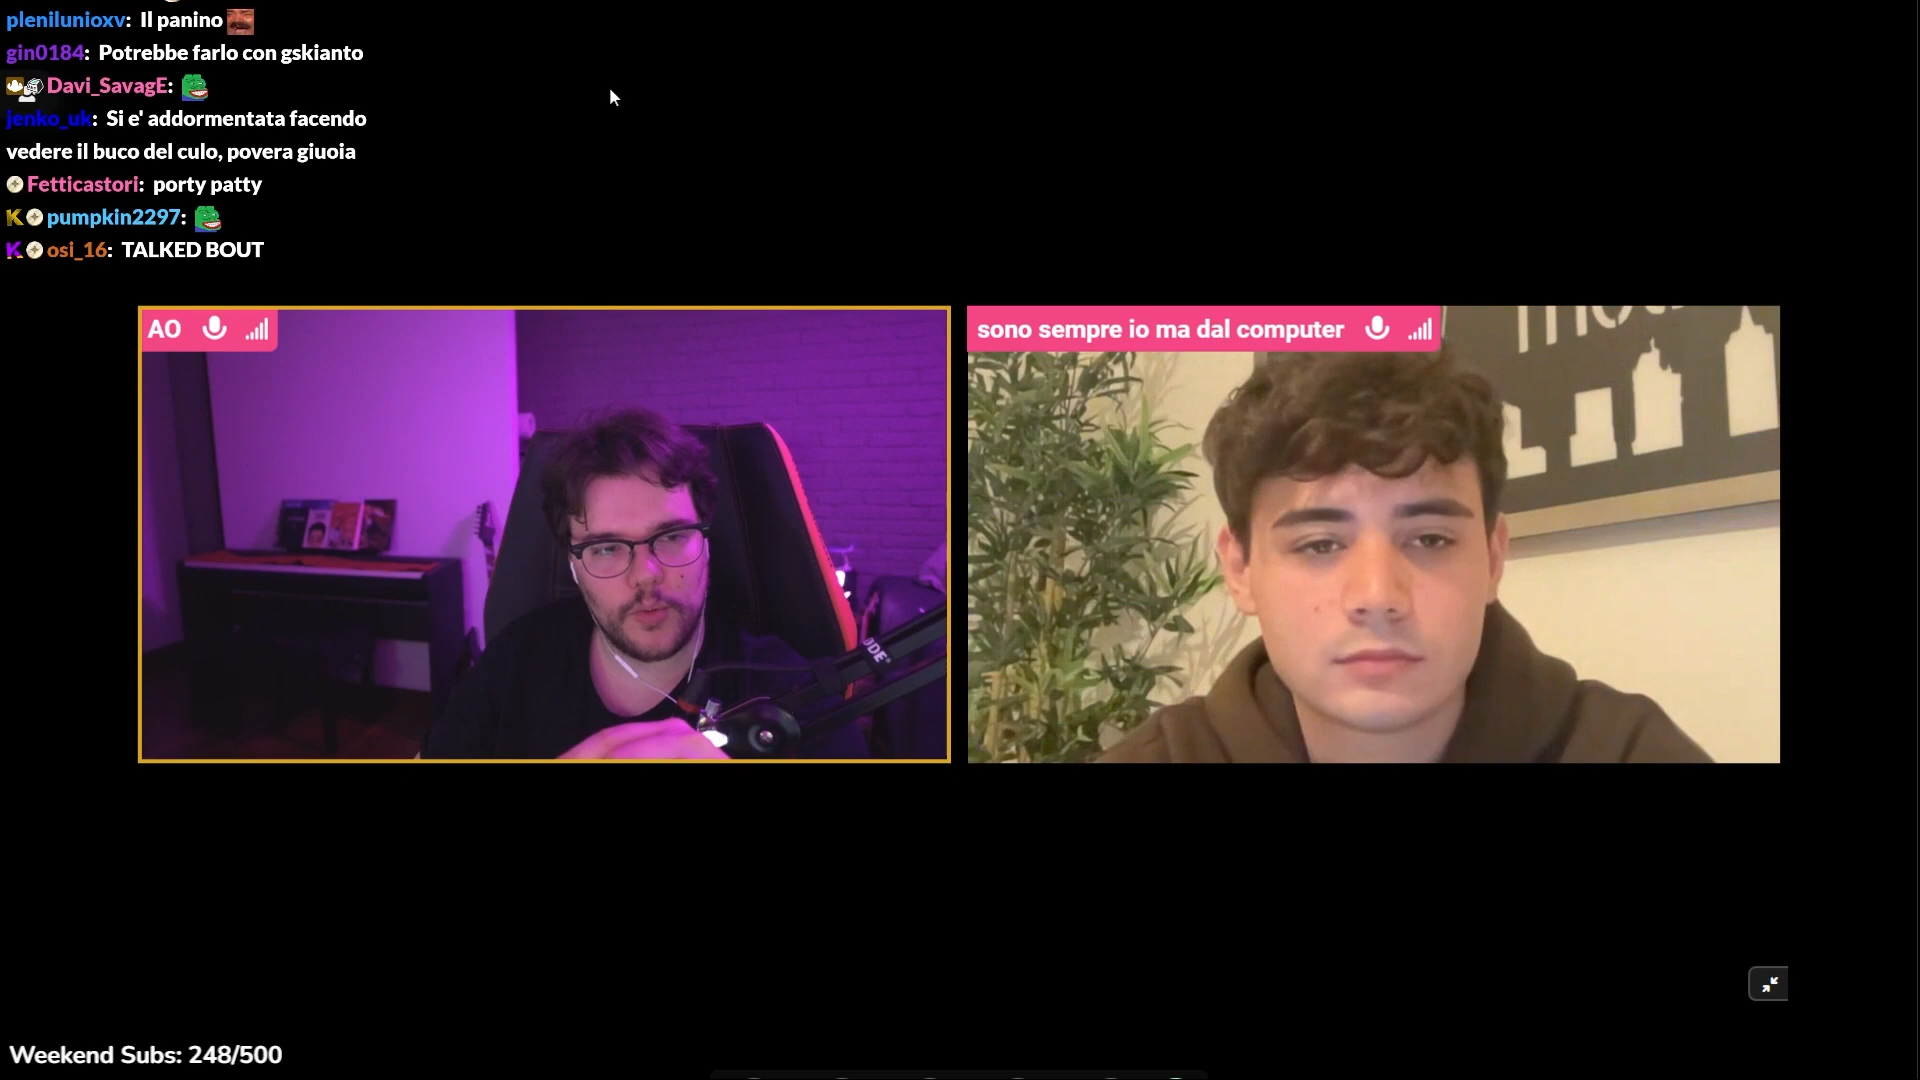 plenilunioxv: Il panino
gin0184: Potrebbe farlo con gskianto
Davi_SavagE:
jenko_uk: Si e' addormentata facendo
vedere il buco del culo, povera giuoia
Fetticastori: porty patty
K pumpkin2297:
K osi_16: TALKED BOUT
AO
sono sempre io ma dal computer
Weekend Subs: 248/500